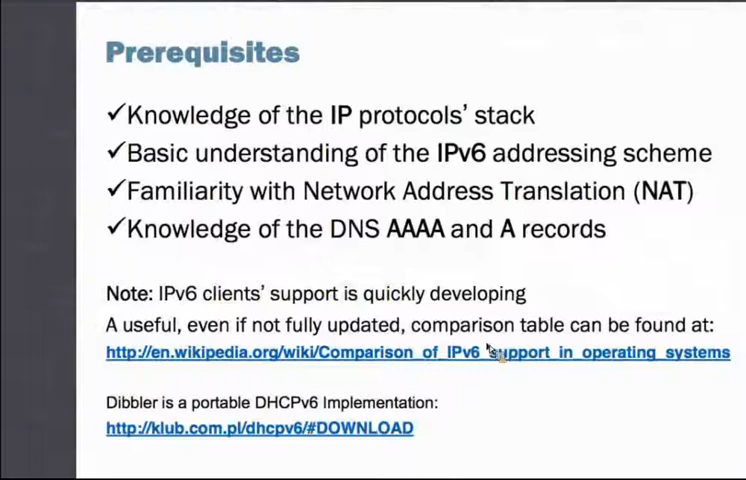 Prerequisites
✓Knowledge of the IP protocols' stack
✓Basic understanding of the IPv6 addressing scheme
✓Familiarity with Network Address Translation (NAT)
✓Knowledge of the DNS AAAA and A records
Note: IPv6 clients' support is quickly developing
A useful, even if not fully updated, comparison table can be found at:
http://en.wikipedia.org/wiki/Comparison_of_IPv6_support_in_operating_systems
Dibbler is a portable DHCPv6 Implementation:
http://klub.com.pl/dhcpv6/#DOWNLOAD